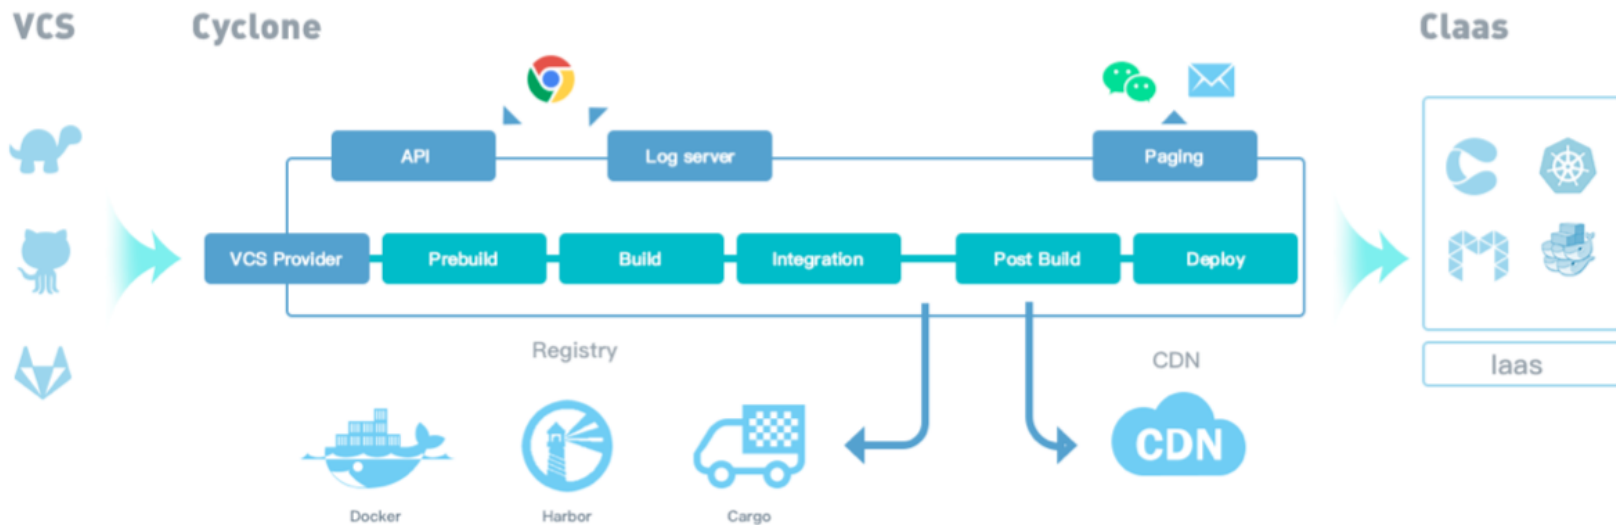 VCS
Cyclone
Claas
API
Log server
Paging
VCS Provider
Prebuild
Build
Integration
Post Build
Deploy
Registry
CDN
Iaas
CDN
Docker
Harbor
Cargo